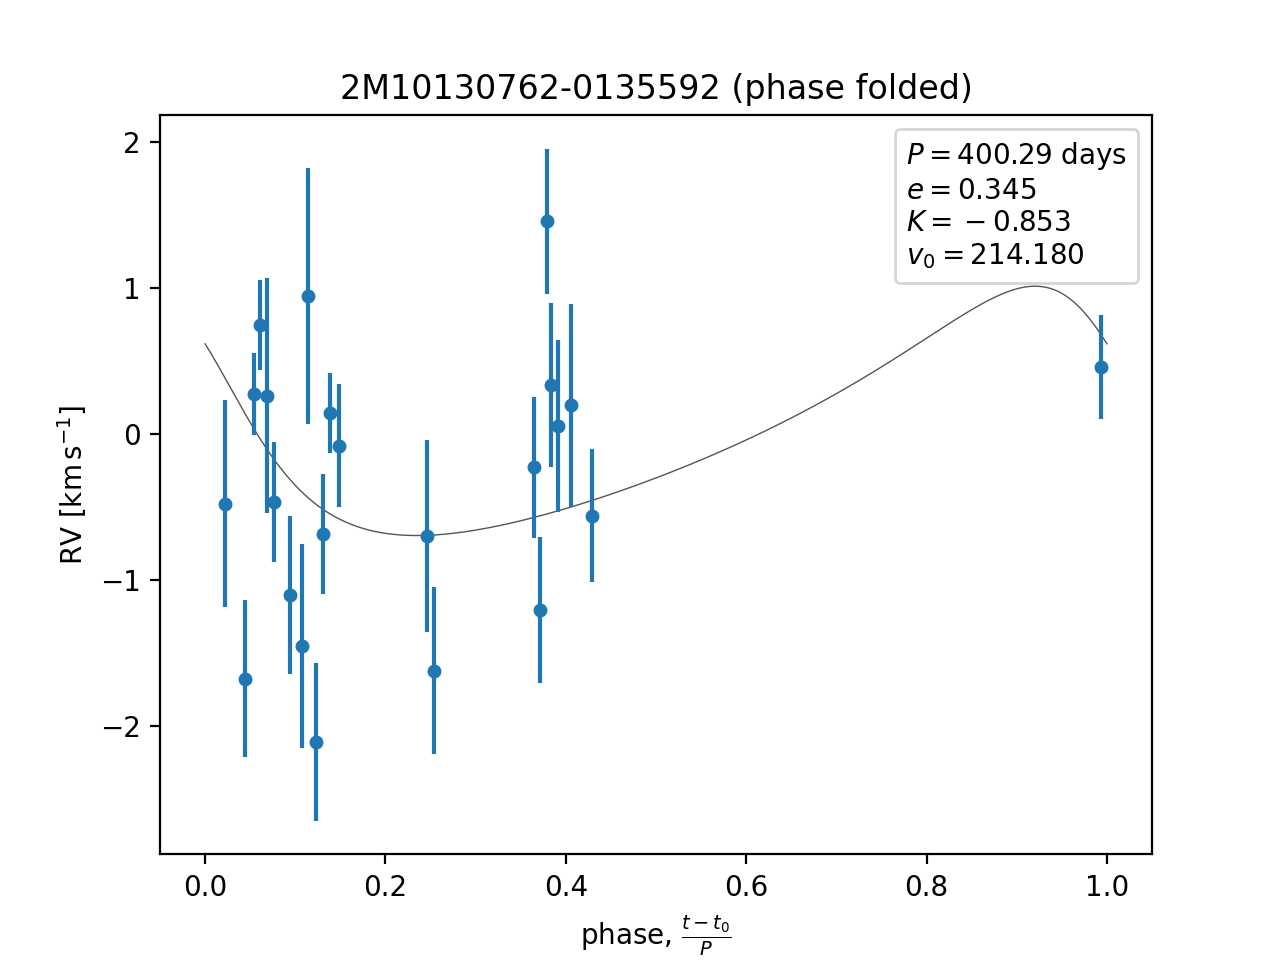 2M10130762-0135592 (phase folded)
P = 400.29 days
e = 0.345
K = −0.853
v₀ = 214.180
RV [km s⁻¹]
2
1
0
−1
−2
0.0 0.2 0.4 0.6 0.8 1.0
phase, (t − t₀)/P